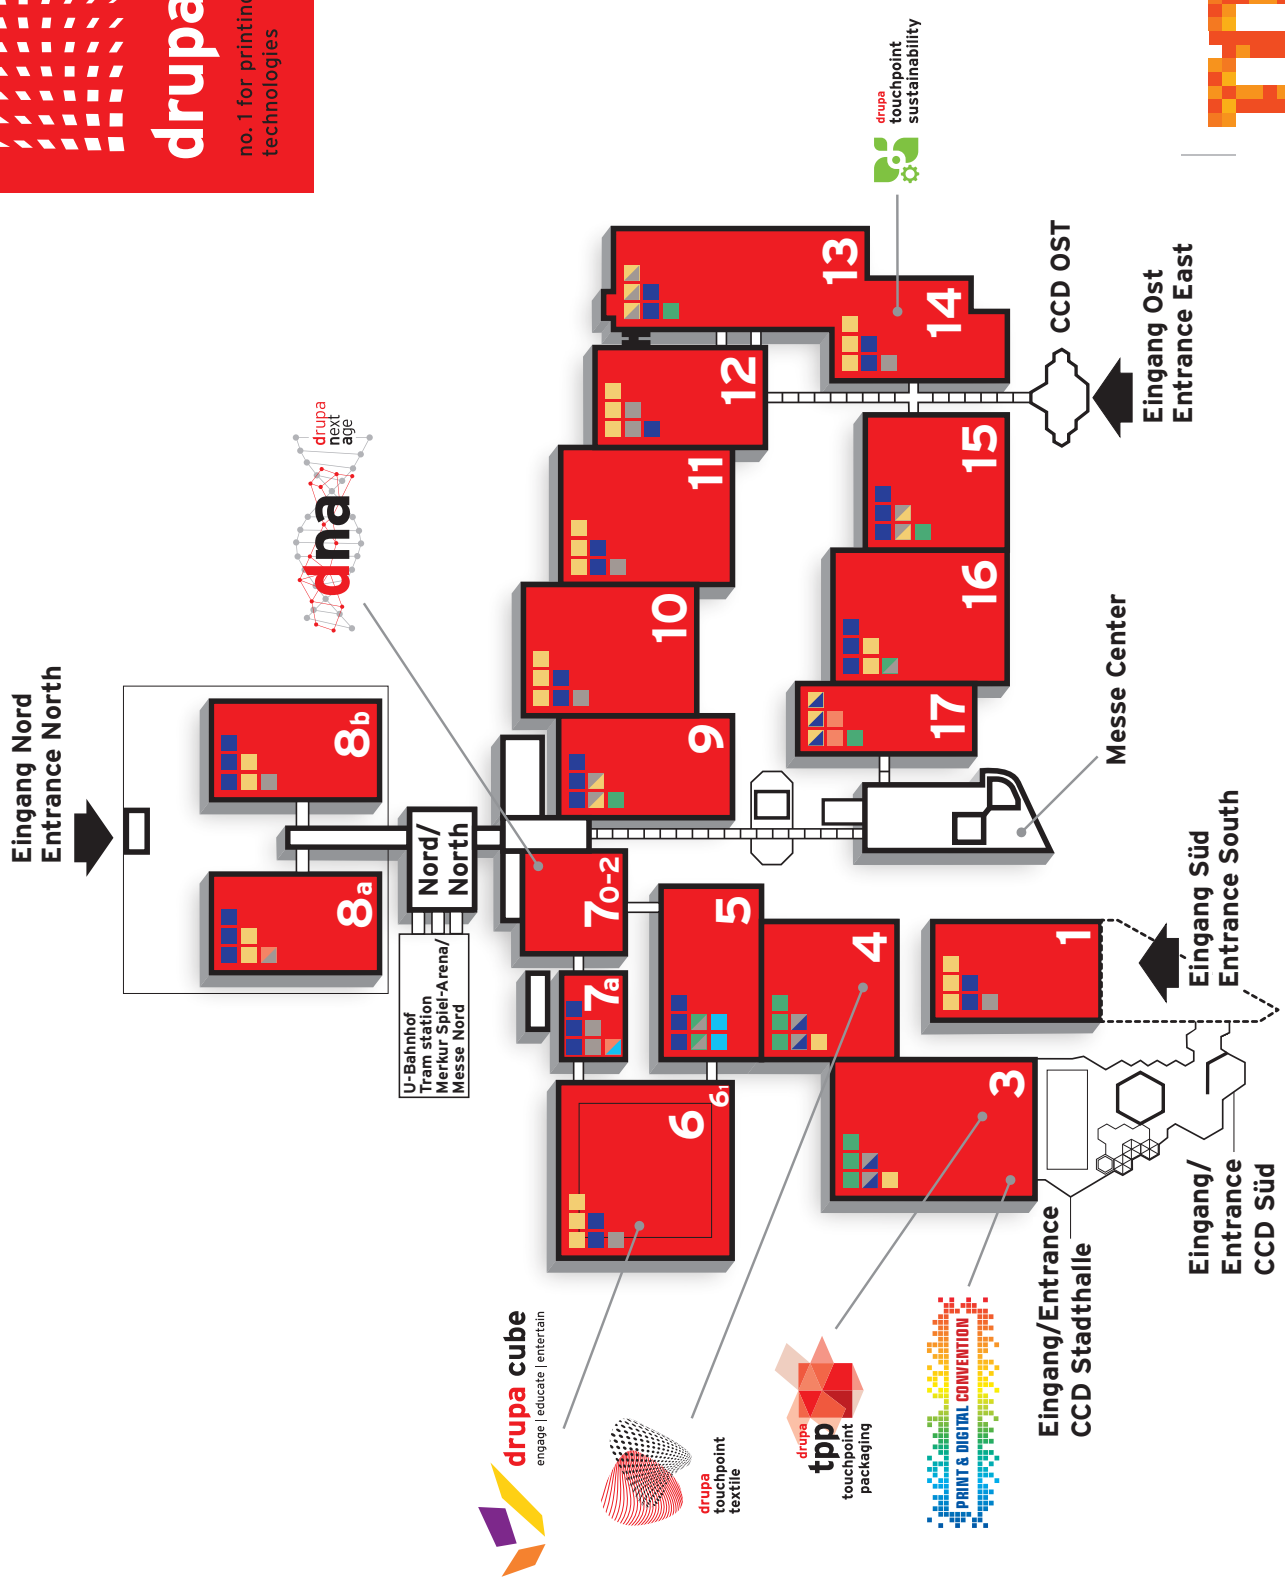 drupa
no. 1 for printing
technologies
drupa
touchpoint
sustainability
Eingang Nord
Entrance North
drupa
next
age
dna
8b
8a
Nord/
North
U-Bahnhof
Tram station
Merkur Spiel-Arena/
Messe Nord
13
14
12
11
10
9
15
16
17
CCD OST
Eingang Ost
Entrance East
Messe Center
70-2
7a
5
4
6
61
3
1
Eingang Süd
Entrance South
Eingang/
Entrance
CCD Süd
Eingang/Entrance
CCD Stadthalle
drupa cube
engage | educate | entertain
drupa
touchpoint
textile
drupa
tpp
touchpoint
packaging
PRINT & DIGITAL CONVENTION